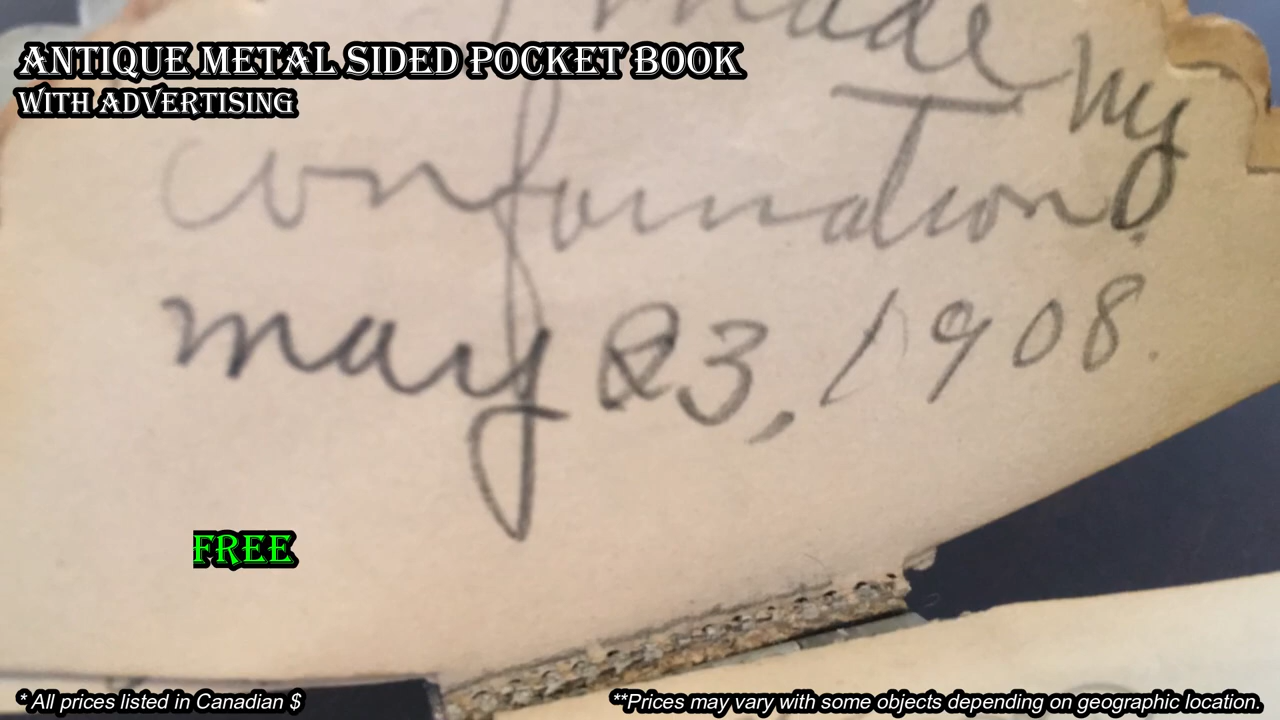 ANTIQUE METAL SIDED POCKET BOOK
WITH ADVERTISING
made my
confirmation
may 23, 1908.
FREE
* All prices listed in Canadian $
**Prices may vary with some objects depending on geographic location.